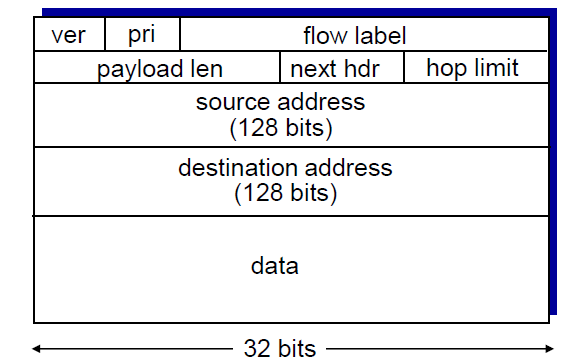 ver pri flow label
payload len next hdr hop limit
source address
(128 bits)
destination address
(128 bits)
data
32 bits